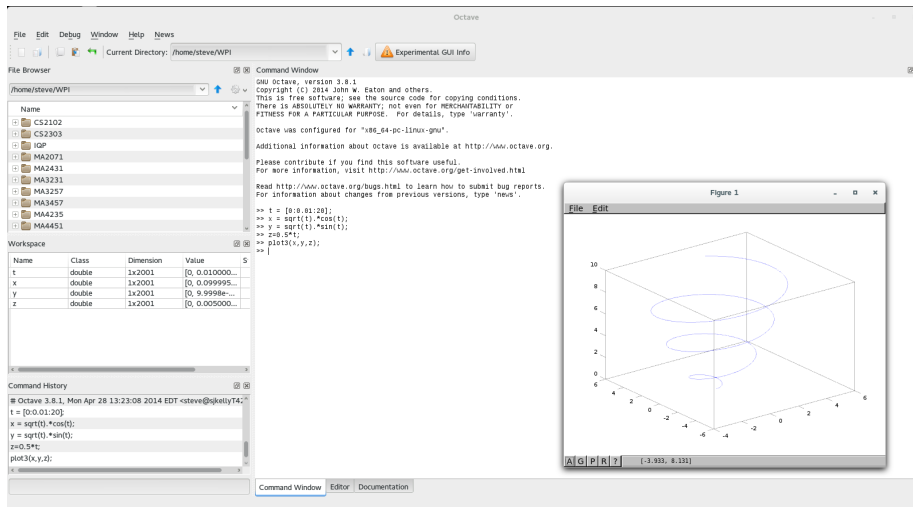 Octave
File Edit Debug Window Help News
Current Directory: /home/steve/WPI Experimental GUI Info
File Browser
/home/steve/WPI
Name
CS2102
CS2303
IQP
MA2071
MA2431
MA3231
MA3257
MA3457
MA4235
MA4451
Workspace
Name Class Dimension Value S
t double 1x2001 [0, 0.010000...
x double 1x2001 [0, 0.099995...
y double 1x2001 [0, 9.9998e-...
z double 1x2001 [0, 0.005000...
Command History
# Octave 3.8.1, Mon Apr 28 13:23:08 2014 EDT <steve@sjkellyT42
t = [0:0.01:20];
x = sqrt(t).*cos(t);
y = sqrt(t).*sin(t);
z=0.5*t;
plot3(x,y,z);
Command Window
GNU Octave, version 3.8.1
Copyright (C) 2014 John W. Eaton and others.
This is free software; see the source code for copying conditions.
There is ABSOLUTELY NO WARRANTY; not even for MERCHANTABILITY or
FITNESS FOR A PARTICULAR PURPOSE. For details, type 'warranty'.
Octave was configured for "x86_64-pc-linux-gnu".
Additional information about Octave is available at http://www.octave.org.
Please contribute if you find this software useful.
For more information, visit http://www.octave.org/get-involved.html
Read http://www.octave.org/bugs.html to learn how to submit bug reports.
For information about changes from previous versions, type 'news'.
>> t = [0:0.01:20];
>> x = sqrt(t).*cos(t);
>> y = sqrt(t).*sin(t);
>> z=0.5*t;
>> plot3(x,y,z);
>>
Command Window Editor Documentation
Figure 1
File Edit
10
8
6
4
2
0
6
4
2
0
-2
-4
-6
-4
-2
0
2
4
6
A G P R ? [-3.933, 8.131]